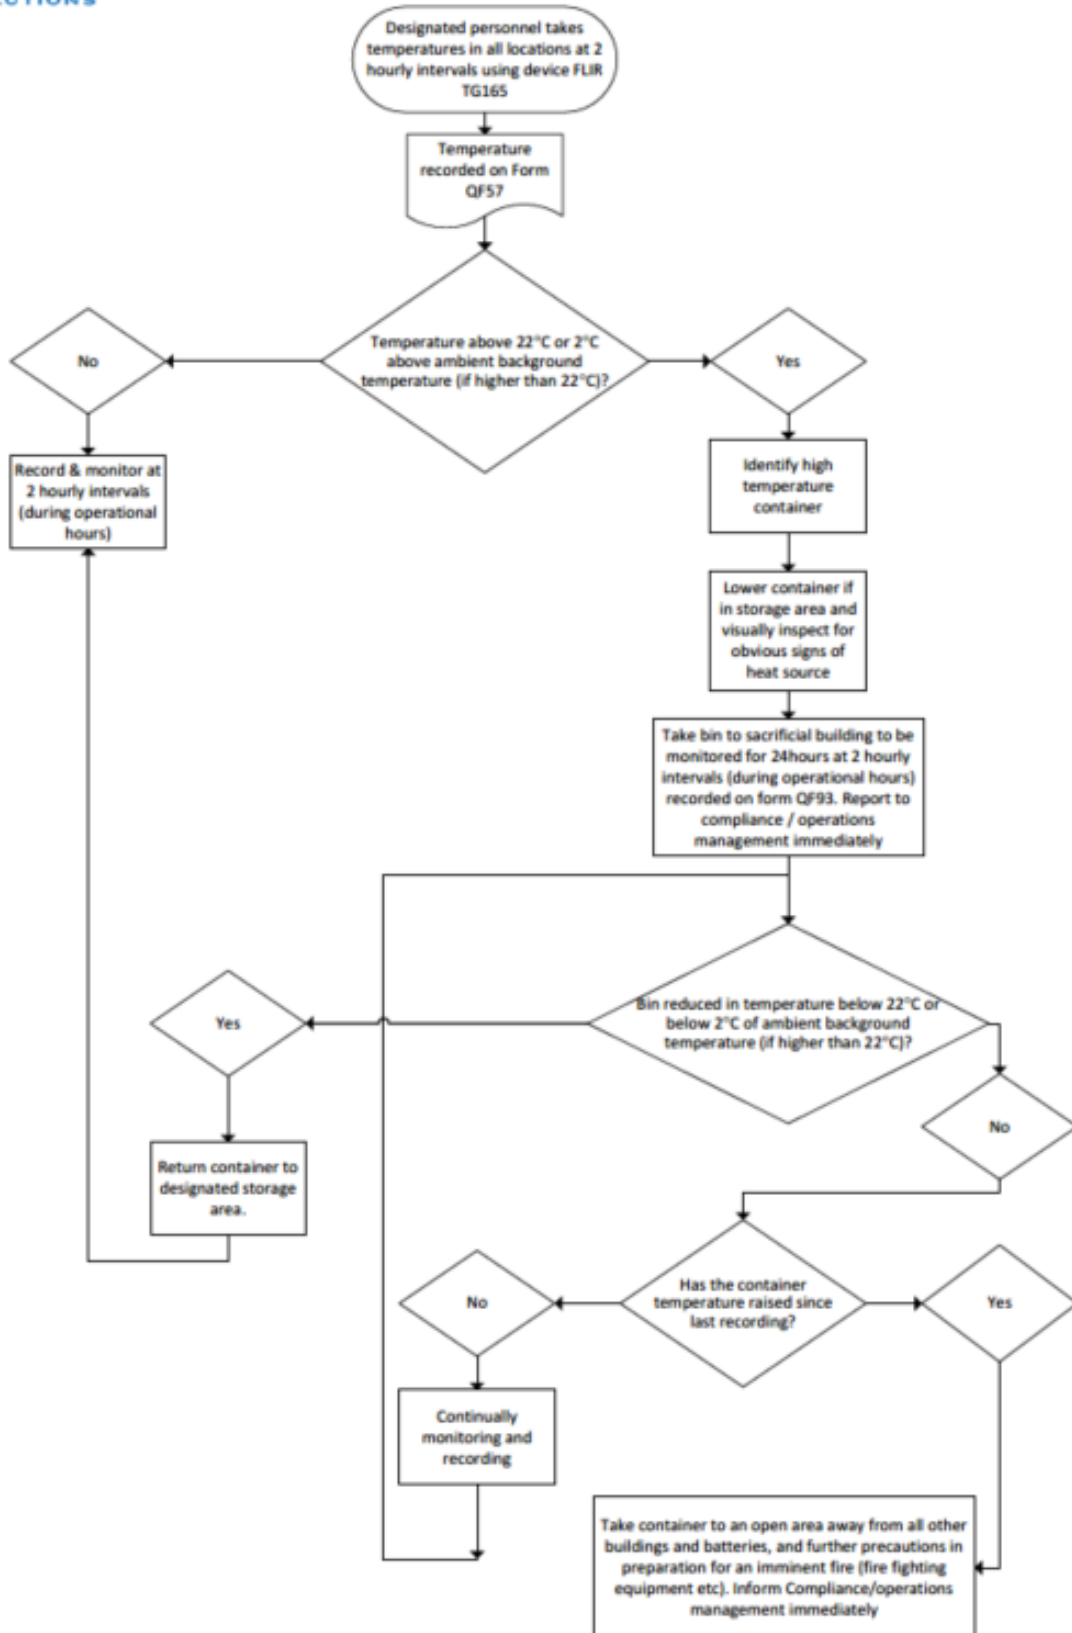 Designated personnel takes
temperatures in all locations at 2
hourly intervals using device FLIR
TG165
Temperature
recorded on Form
QF57
Temperature above 22°C or 2°C
above ambient background
temperature (if higher than 22°C)?
No
Yes
Record & monitor at
2 hourly intervals
(during operational
hours)
Identify high
temperature
container
Lower container if
in storage area and
visually inspect for
obvious signs of
heat source
Take bin to sacrificial building to be
monitored for 24hours at 2 hourly
intervals (during operational hours)
recorded on form QF93. Report to
compliance / operations
management immediately
Bin reduced in temperature below 22°C or
below 2°C of ambient background
temperature (if higher than 22°C)?
Yes
No
Return container to
designated storage
area.
Has the container
temperature raised since
last recording?
No
Yes
Continually
monitoring and
recording
Take container to an open area away from all other
buildings and batteries, and further precautions in
preparation for an imminent fire (fire fighting
equipment etc). Inform Compliance/operations
management immediately